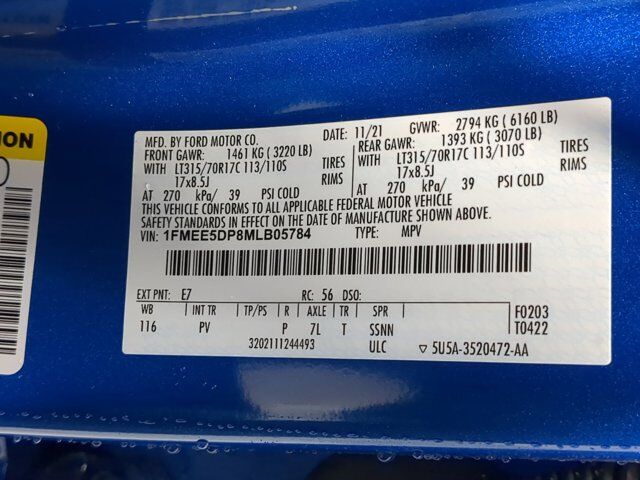 ION
MFD. BY FORD MOTOR CO. 11/21 GVWR: 2794 KG ( 6160 LB)
FRONT GAWR: 1461 KG ( 3220 LB) REAR GAWR: 1393 KG ( 3070 LB)
WITH LT315/70R17C 113/110S TIRES WITH LT315/70R17C 113/110S TIRES
17x8.5J RIMS 17x8.5J RIMS
AT 270 kPa/ 39 PSI COLD AT 270 kPa/ 39 PSI COLD
THIS VEHICLE CONFORMS TO ALL APPLICABLE FEDERAL MOTOR VEHICLE
SAFETY STANDARDS IN EFFECT ON THE DATE OF MANUFACTURE SHOWN ABOVE.
VIN: 1FMEE5DP8MLB05784 TYPE: MPV
EXT PNT: E7 RC: 56 DSO:
WB INT TR TP/PS R AXLE TR SPR F0203
116 PV P 7L T SSNN T0422
3202111244493 ULC ▽ 5U5A-3520472-AA